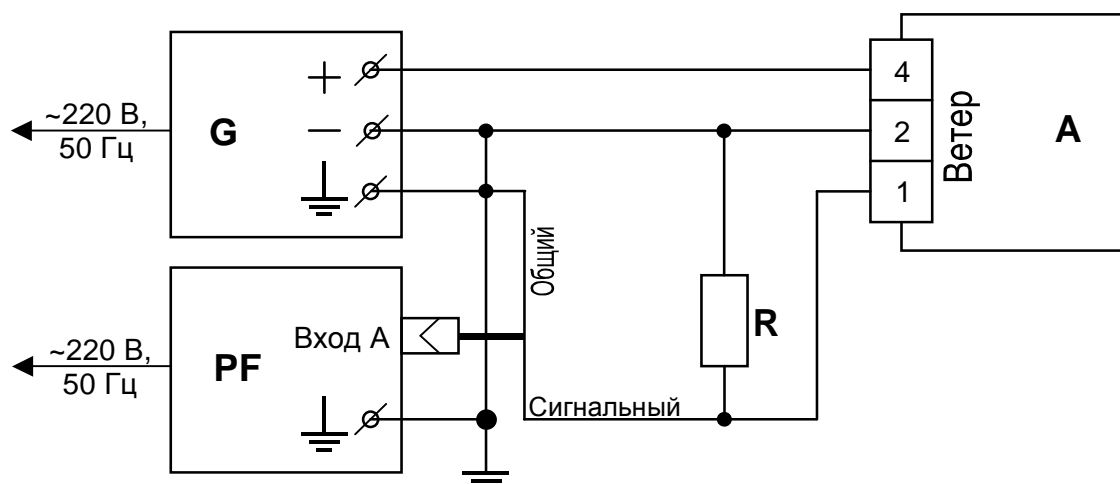 ~220 В,
50 Гц
G
+
−
4
2
1
Ветер
A
Общий
R
~220 В,
50 Гц
PF
Вход А
Сигнальный